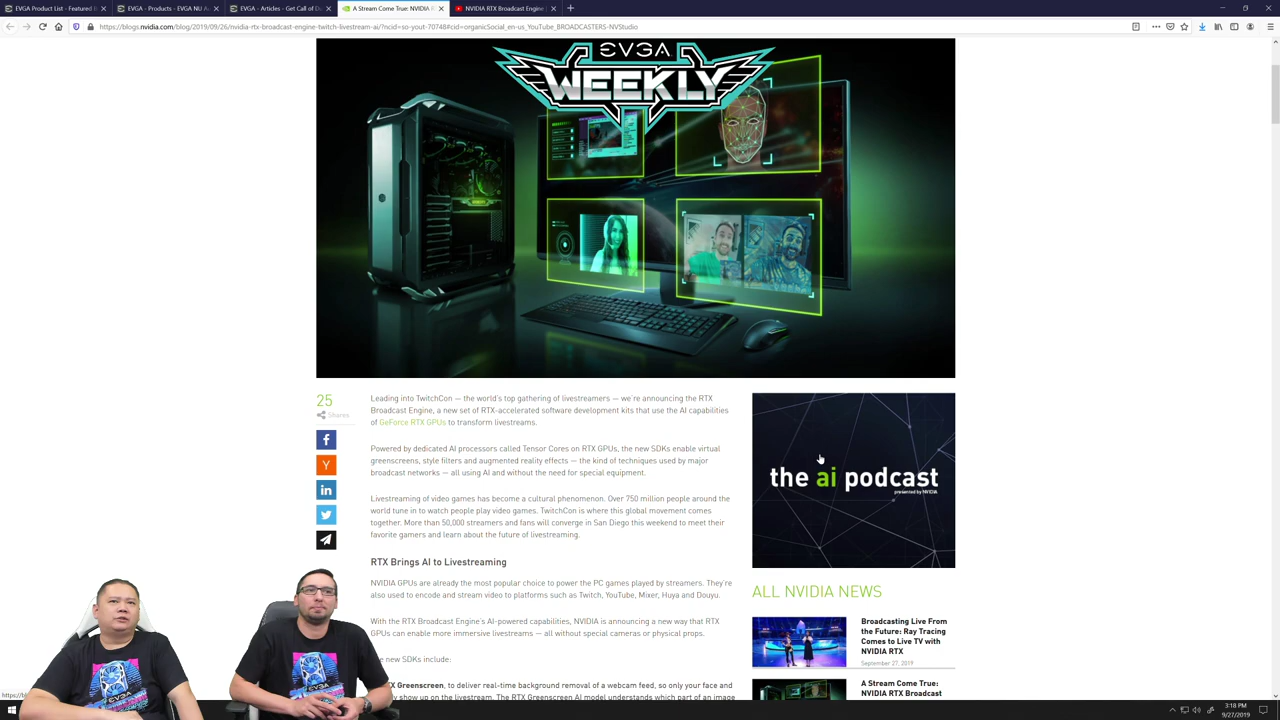 EVGA Product List - Featured B
EVGA - Products - EVGA NU Au
EVGA - Articles - Get Call of Du
A Stream Come True: NVIDIA R
NVIDIA RTX Broadcast Engine
https://blogs.nvidia.com/blog/2019/09/26/nvidia-rtx-broadcast-engine-twitch-livestream-ai/?ncid=so-yout-70748#cid=organicSocial_en-us_YouTube_BROADCASTERS-NVStudio
EVGA
WEEKLY
25
Shares
Leading into TwitchCon — the world's top gathering of livestreamers — we're announcing the RTX
Broadcast Engine, a new set of RTX-accelerated software development kits that use the AI capabilities
of GeForce RTX GPUs to transform livestreams.
Powered by dedicated AI processors called Tensor Cores on RTX GPUs, the new SDKs enable virtual
greenscreens, style filters and augmented reality effects — the kind of techniques used by major
broadcast networks — all using AI and without the need for special equipment.
Livestreaming of video games has become a cultural phenomenon. Over 750 million people around the
world tune in to watch people play video games. TwitchCon is where this global movement comes
together. More than 50,000 streamers and fans will converge in San Diego this weekend to meet their
favorite gamers and learn about the future of livestreaming.
RTX Brings AI to Livestreaming
NVIDIA GPUs are already the most popular choice to power the PC games played by streamers. They're
also used to encode and stream video to platforms such as Twitch, YouTube, Mixer, Huya and Douyu.
With the RTX Broadcast Engine's AI-powered capabilities, NVIDIA is announcing a new way that RTX
GPUs can enable more immersive livestreams — all without special cameras or physical props.
new SDKs include:
Greenscreen, to deliver real-time background removal of a webcam feed, so only your face and
show up on the livestream. The RTX Greenscreen AI model understands which part of an image
the ai podcast
presented by NVIDIA
ALL NVIDIA NEWS
Broadcasting Live From
the Future: Ray Tracing
Comes to Live TV with
NVIDIA RTX
September 27, 2019
A Stream Come True:
NVIDIA RTX Broadcast
EVGA
3:18 PM
9/27/2019